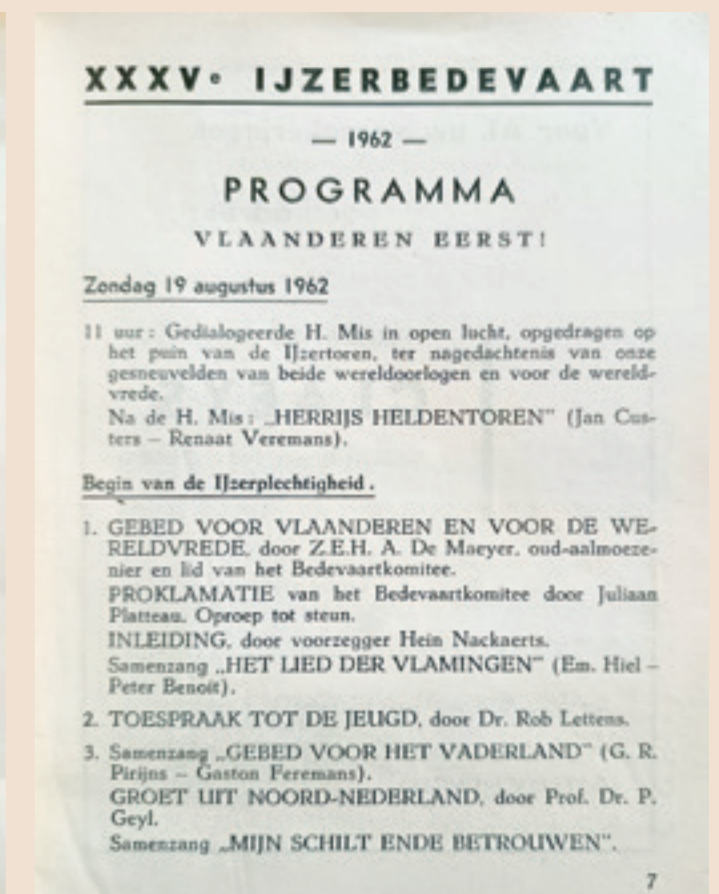 XXXVe IJZERBEDEVAART
— 1962 —
PROGRAMMA
VLAANDEREN EERST!
Zondag 19 augustus 1962
11 uur : Gedialogeerde H. Mis in open lucht, opgedragen op
het puin van de IJzertoren, ter nagedachtenis van onze
gesneuvelden van beide wereldoorlogen en voor de wereld-
vrede.
Na de H. Mis : „HERRIJS HELDENTOREN" (Jan Cus-
ters – Renaat Veremans).
Begin van de IJzerplechtigheid.
1. GEBED VOOR VLAANDEREN EN VOOR DE WE-
RELDVREDE, door Z.E.H. A. De Maeyer, oud-aalmoeze-
nier en lid van het Bedevaartkomitee.
PROKLAMATIE van het Bedevaartkomitee door Juliaan
Platteau. Oproep tot steun.
INLEIDING, door voorzegger Hein Nackaerts.
Samenzang „HET LIED DER VLAMINGEN" (Em. Hiel –
Peter Benoit).
2. TOESPRAAK TOT DE JEUGD, door Dr. Rob Lettens.
3. Samenzang „GEBED VOOR HET VADERLAND" (G. R.
Pirijns – Gaston Feremans).
GROET UIT NOORD-NEDERLAND, door Prof. Dr. P.
Geyl.
Samenzang „MIJN SCHILT ENDE BETROUWEN".
7